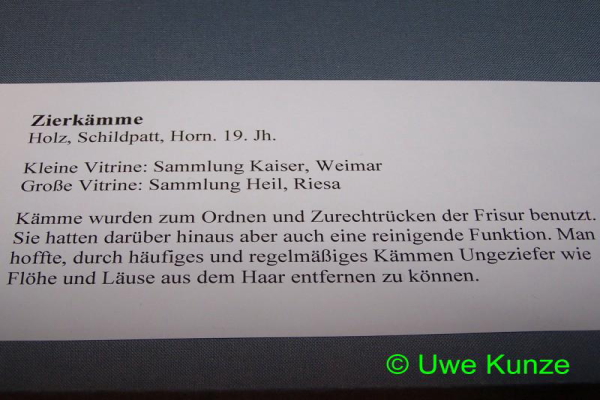 Zierkämme
Holz, Schildpatt, Horn. 19. Jh.
Kleine Vitrine: Sammlung Kaiser, Weimar
Große Vitrine: Sammlung Heil, Riesa
Kämme wurden zum Ordnen und Zurechtrücken der Frisur benutzt.
Sie hatten darüber hinaus aber auch eine reinigende Funktion. Man
hoffte, durch häufiges und regelmäßiges Kämmen Ungeziefer wie
Flöhe und Läuse aus dem Haar entfernen zu können.
© Uwe Kunze